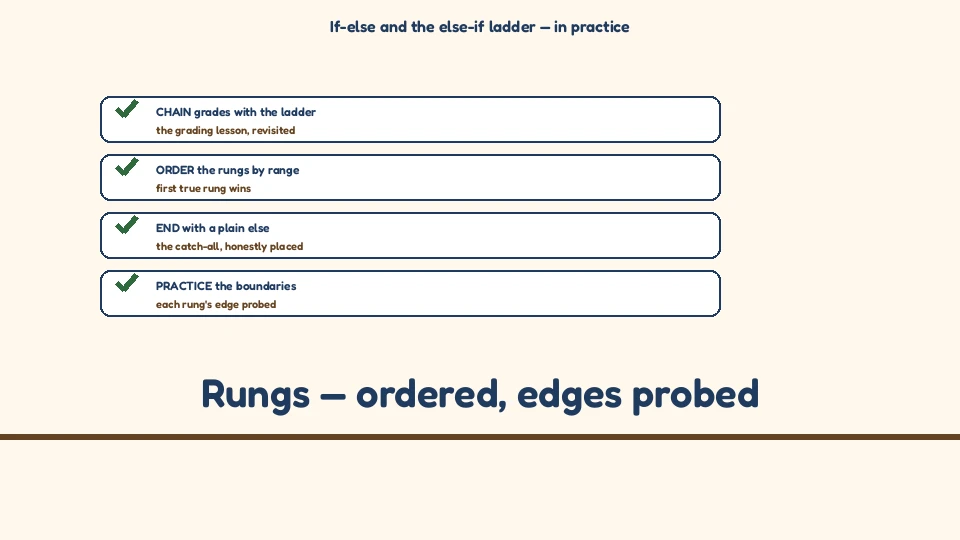 If-else and the else-if ladder — in practice
CHAIN grades with the ladder
the grading lesson, revisited
ORDER the rungs by range
first true rung wins
END with a plain else
the catch-all, honestly placed
PRACTICE the boundaries
each rung's edge probed
Rungs — ordered, edges probed